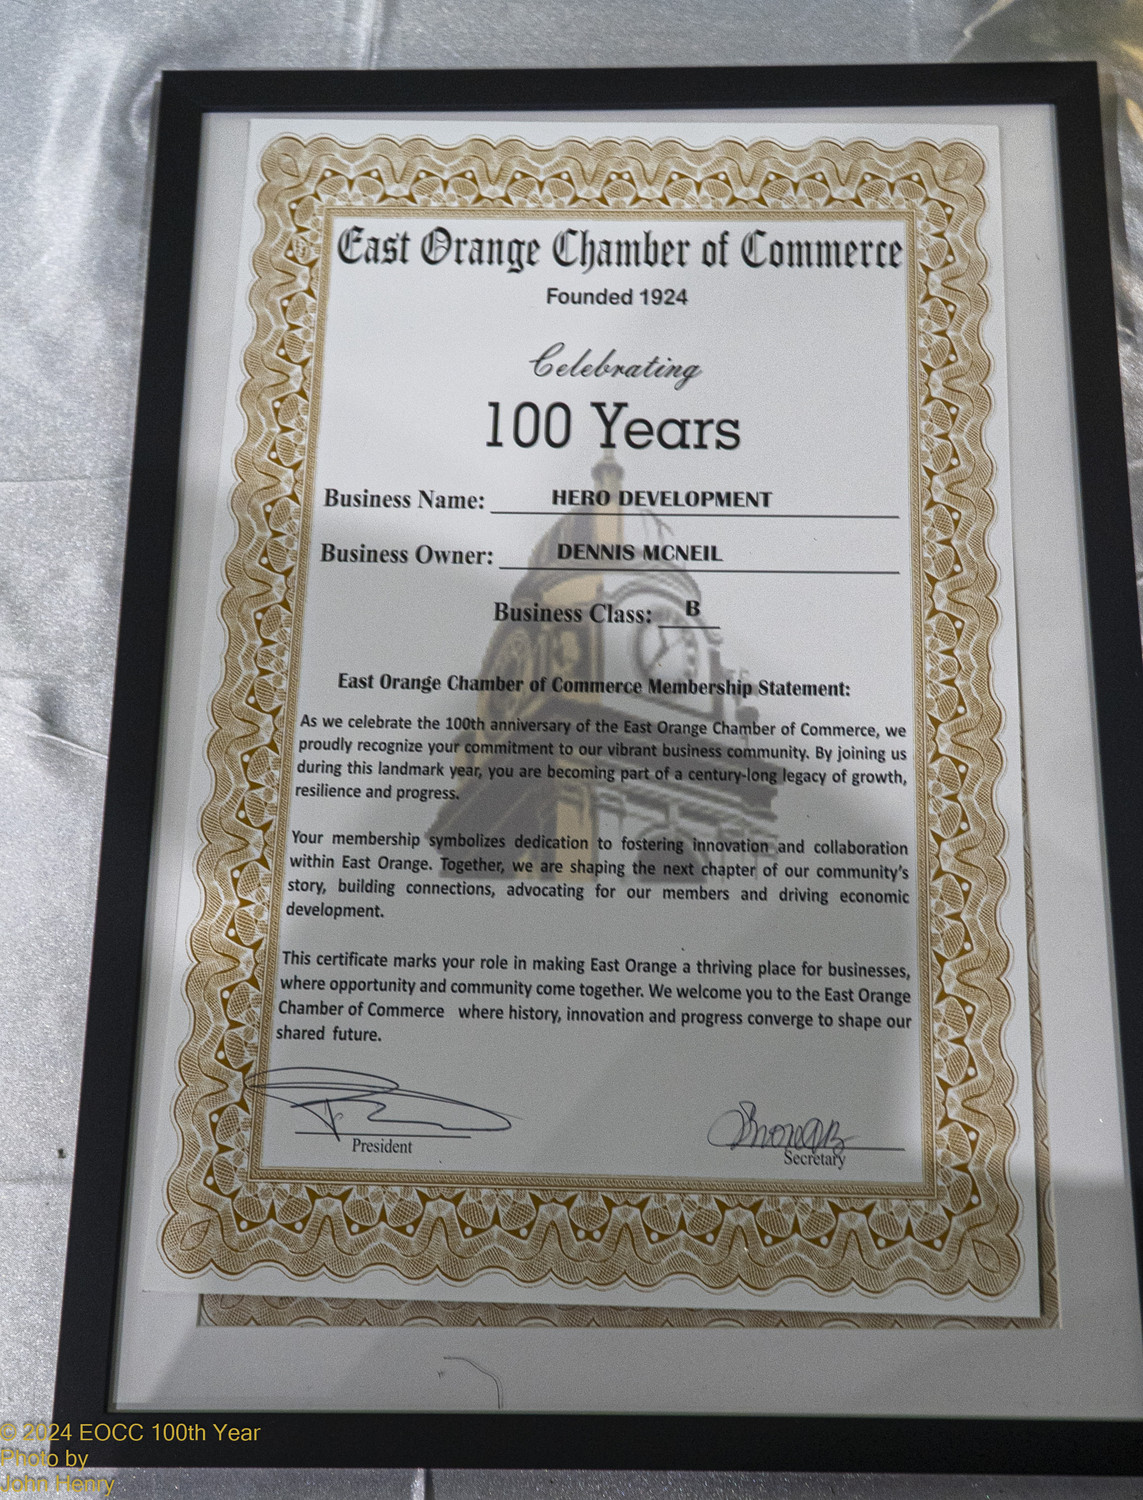 East Orange Chamber of Commerce
Founded 1924
Celebrating
100 Years
Business Name: HERO DEVELOPMENT
Business Owner: DENNIS MCNEIL
Business Class: B
East Orange Chamber of Commerce Membership Statement:
As we celebrate the 100th anniversary of the East Orange Chamber of Commerce, we
proudly recognize your commitment to our vibrant business community. By joining us
during this landmark year, you are becoming part of a century-long legacy of growth,
resilience and progress.
Your membership symbolizes dedication to fostering innovation and collaboration
within East Orange. Together, we are shaping the next chapter of our community's
story, building connections, advocating for our members and driving economic
development.
This certificate marks your role in making East Orange a thriving place for businesses,
where opportunity and community come together. We welcome you to the East Orange
Chamber of Commerce where history, innovation and progress converge to shape our
shared future.
President
Secretary
© 2024 EOCC 100th Year
Photo by
John Henry